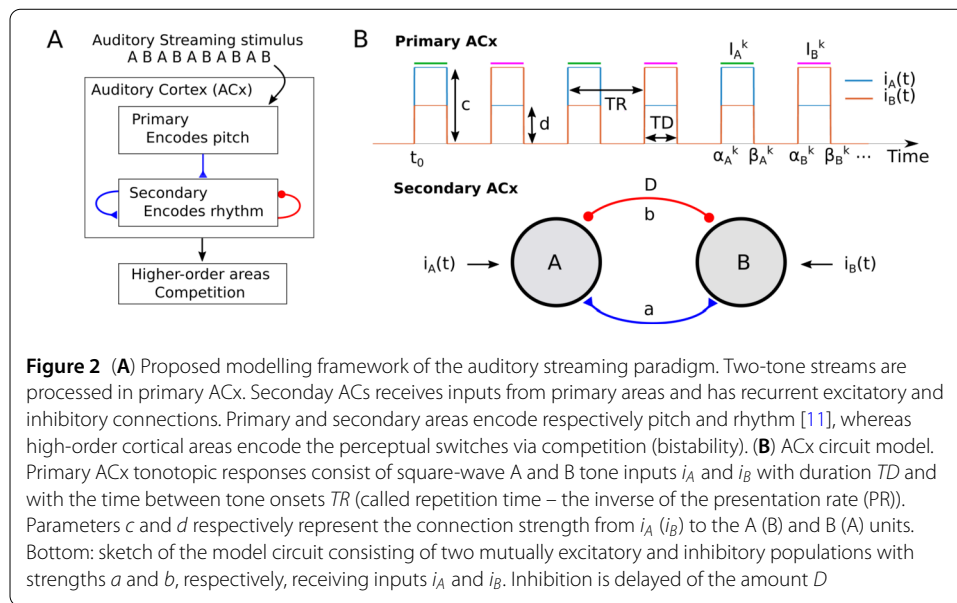 A
Auditory Streaming stimulus
A B A B A B A B A B
Auditory Cortex (ACx)
Primary
Encodes pitch
Secondary
Encodes rhythm
Higher-order areas
Competition
B
Primary ACx
I_A^k
I_B^k
i_A(t)
i_B(t)
c
d
TR
TD
t_0
α_A^k β_A^k α_B^k β_B^k ... Time
Secondary ACx
D
b
i_A(t)
A
B
i_B(t)
a
Figure 2 (A) Proposed modelling framework of the auditory streaming paradigm. Two-tone streams are
processed in primary ACx. Seconday ACs receives inputs from primary areas and has recurrent excitatory and
inhibitory connections. Primary and secondary areas encode respectively pitch and rhythm [11], whereas
high-order cortical areas encode the perceptual switches via competition (bistability). (B) ACx circuit model.
Primary ACx tonotopic responses consist of square-wave A and B tone inputs i_A and i_B with duration TD and
with the time between tone onsets TR (called repetition time – the inverse of the presentation rate (PR)).
Parameters c and d respectively represent the connection strength from i_A (i_B) to the A (B) and B (A) units.
Bottom: sketch of the model circuit consisting of two mutually excitatory and inhibitory populations with
strengths a and b, respectively, receiving inputs i_A and i_B. Inhibition is delayed of the amount D